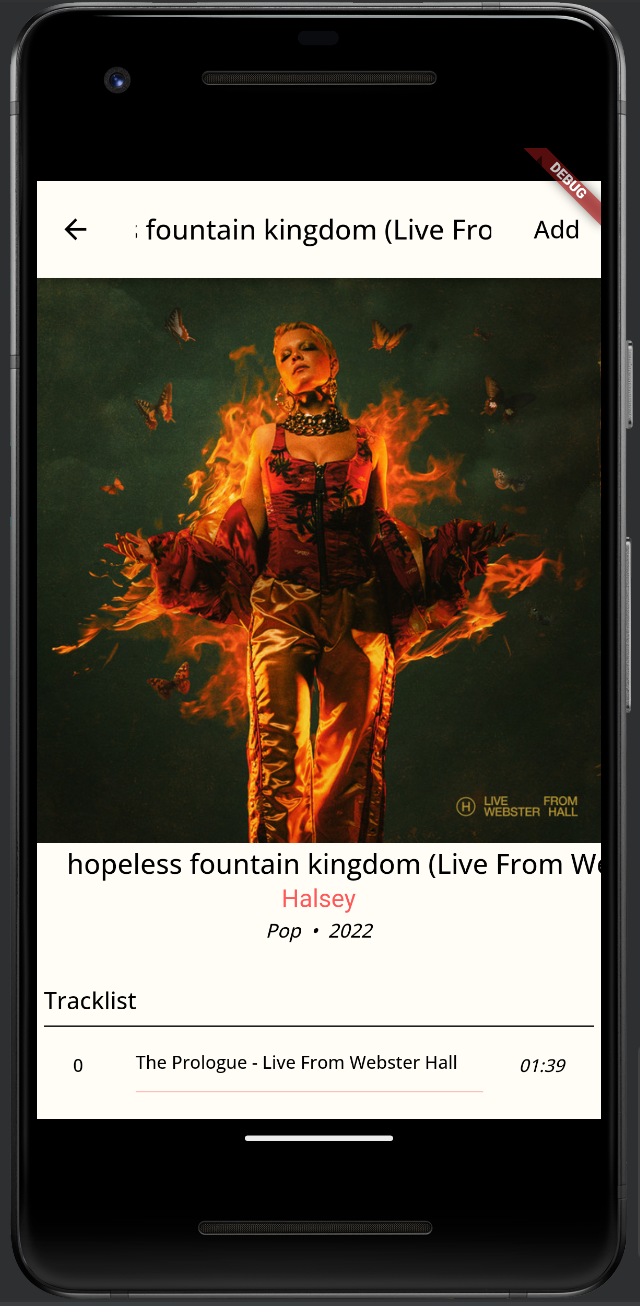 DEBUG
s fountain kingdom (Live Fro
Add
H LIVE FROM
WEBSTER HALL
hopeless fountain kingdom (Live From We
Halsey
Pop • 2022
Tracklist
0 The Prologue - Live From Webster Hall 01:39